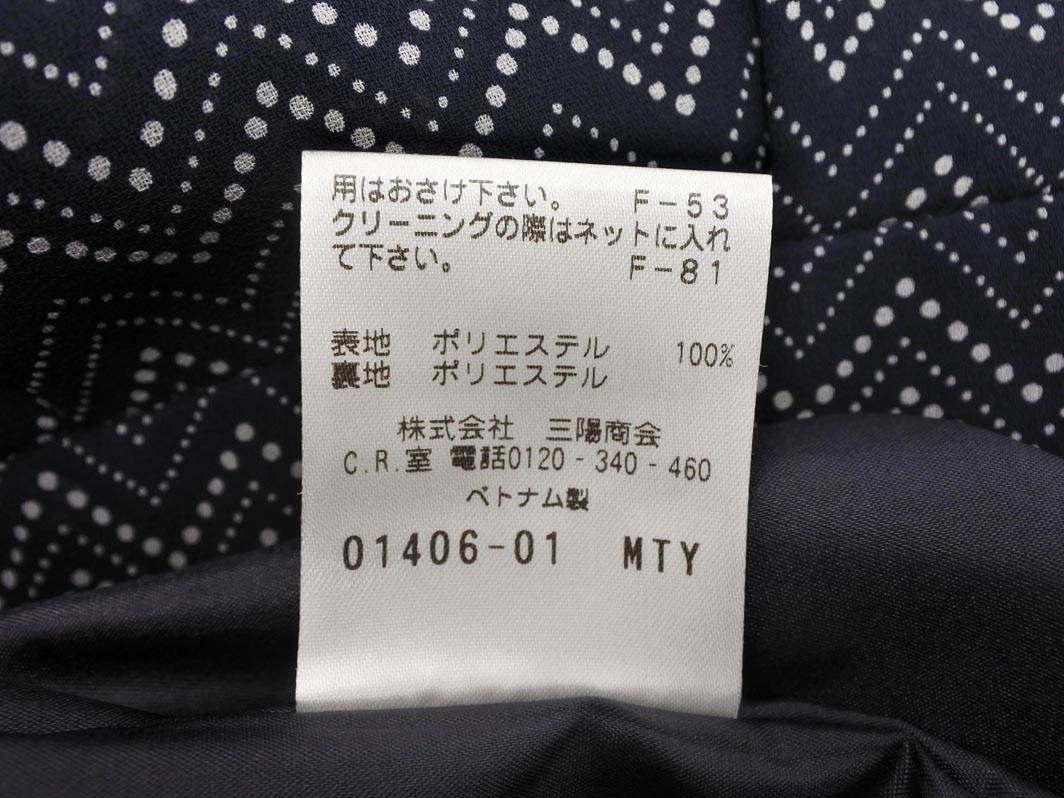 用はおさけ下さい。 F-53
クリーニングの際はネットに入れ
て下さい。 F-81
表地 ポリエステル 100%
裏地 ポリエステル
株式会社 三陽商会
C.R.室 電話0120-340-460
ベトナム製
01406-01 MTY